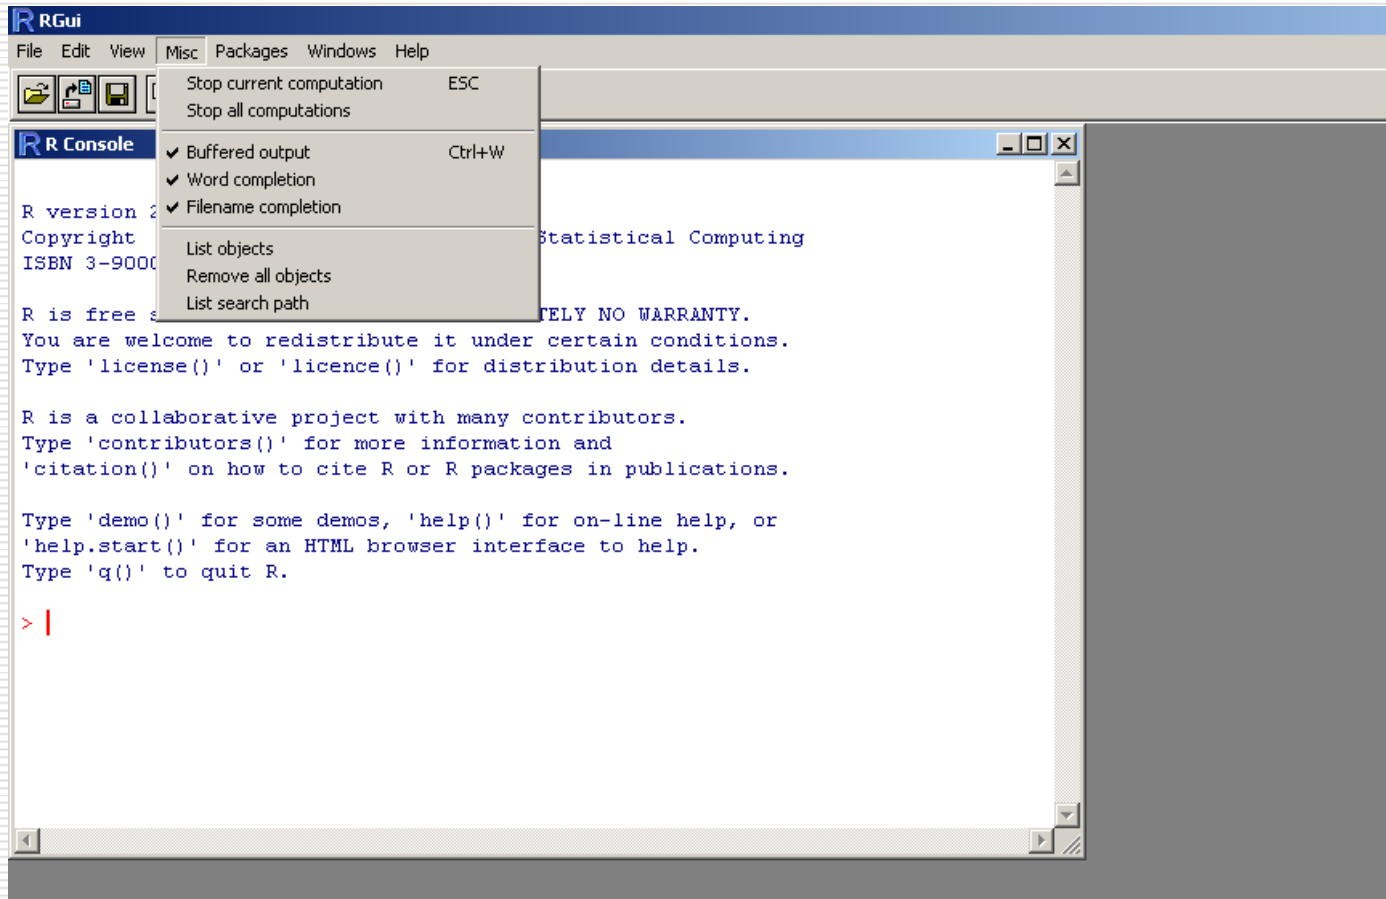 RGui
File Edit View Misc Packages Windows Help
Stop current computation ESC
Stop all computations
Buffered output Ctrl+W
Word completion
Filename completion
List objects
Remove all objects
List search path
R Console
R version
Copyright Statistical Computing
ISBN 3-9000
R is free TELY NO WARRANTY.
You are welcome to redistribute it under certain conditions.
Type 'license()' or 'licence()' for distribution details.
R is a collaborative project with many contributors.
Type 'contributors()' for more information and
'citation()' on how to cite R or R packages in publications.
Type 'demo()' for some demos, 'help()' for on-line help, or
'help.start()' for an HTML browser interface to help.
Type 'q()' to quit R.
>